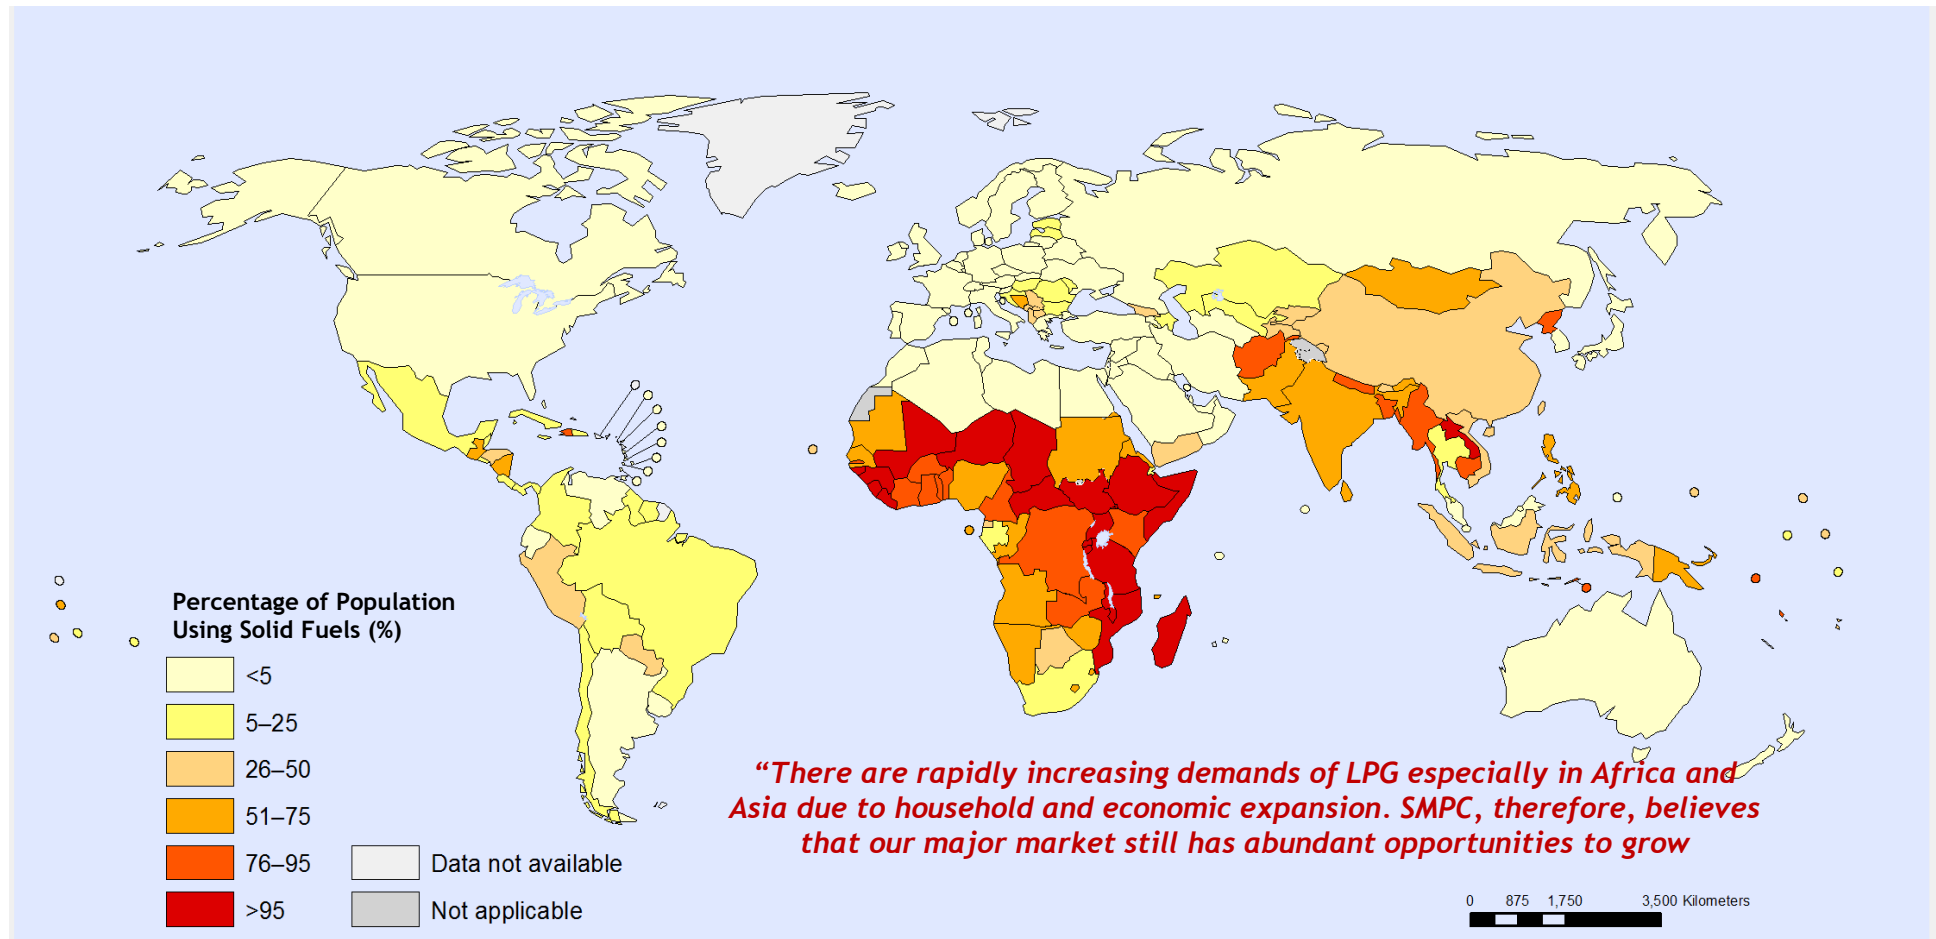 Percentage of Population
Using Solid Fuels (%)
<5
5–25
26–50
51–75
76–95
>95
Data not available
Not applicable
“There are rapidly increasing demands of LPG especially in Africa and
Asia due to household and economic expansion. SMPC, therefore, believes
that our major market still has abundant opportunities to grow
0 875 1,750 3,500 Kilometers